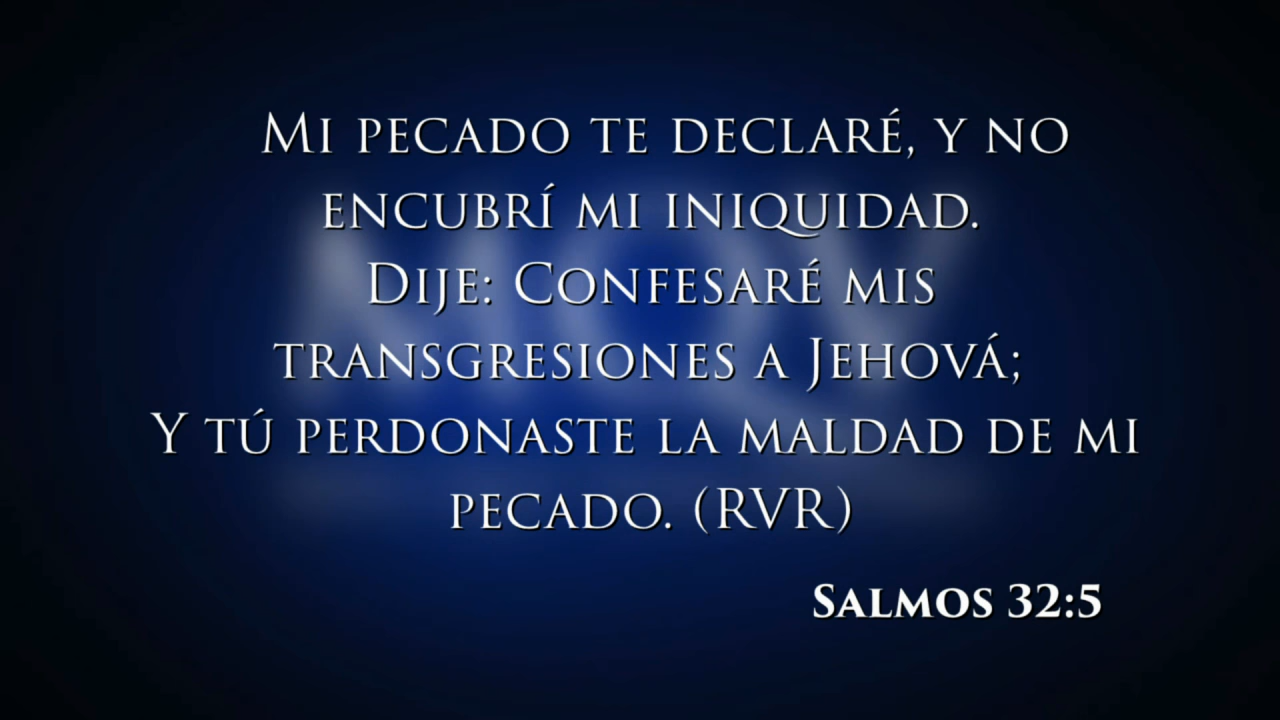 Mi pecado te declaré, y no
encubrí mi iniquidad.
Dije: Confesaré mis
transgresiones a Jehová;
Y tú perdonaste la maldad de mi
pecado. (RVR)
Salmos 32:5